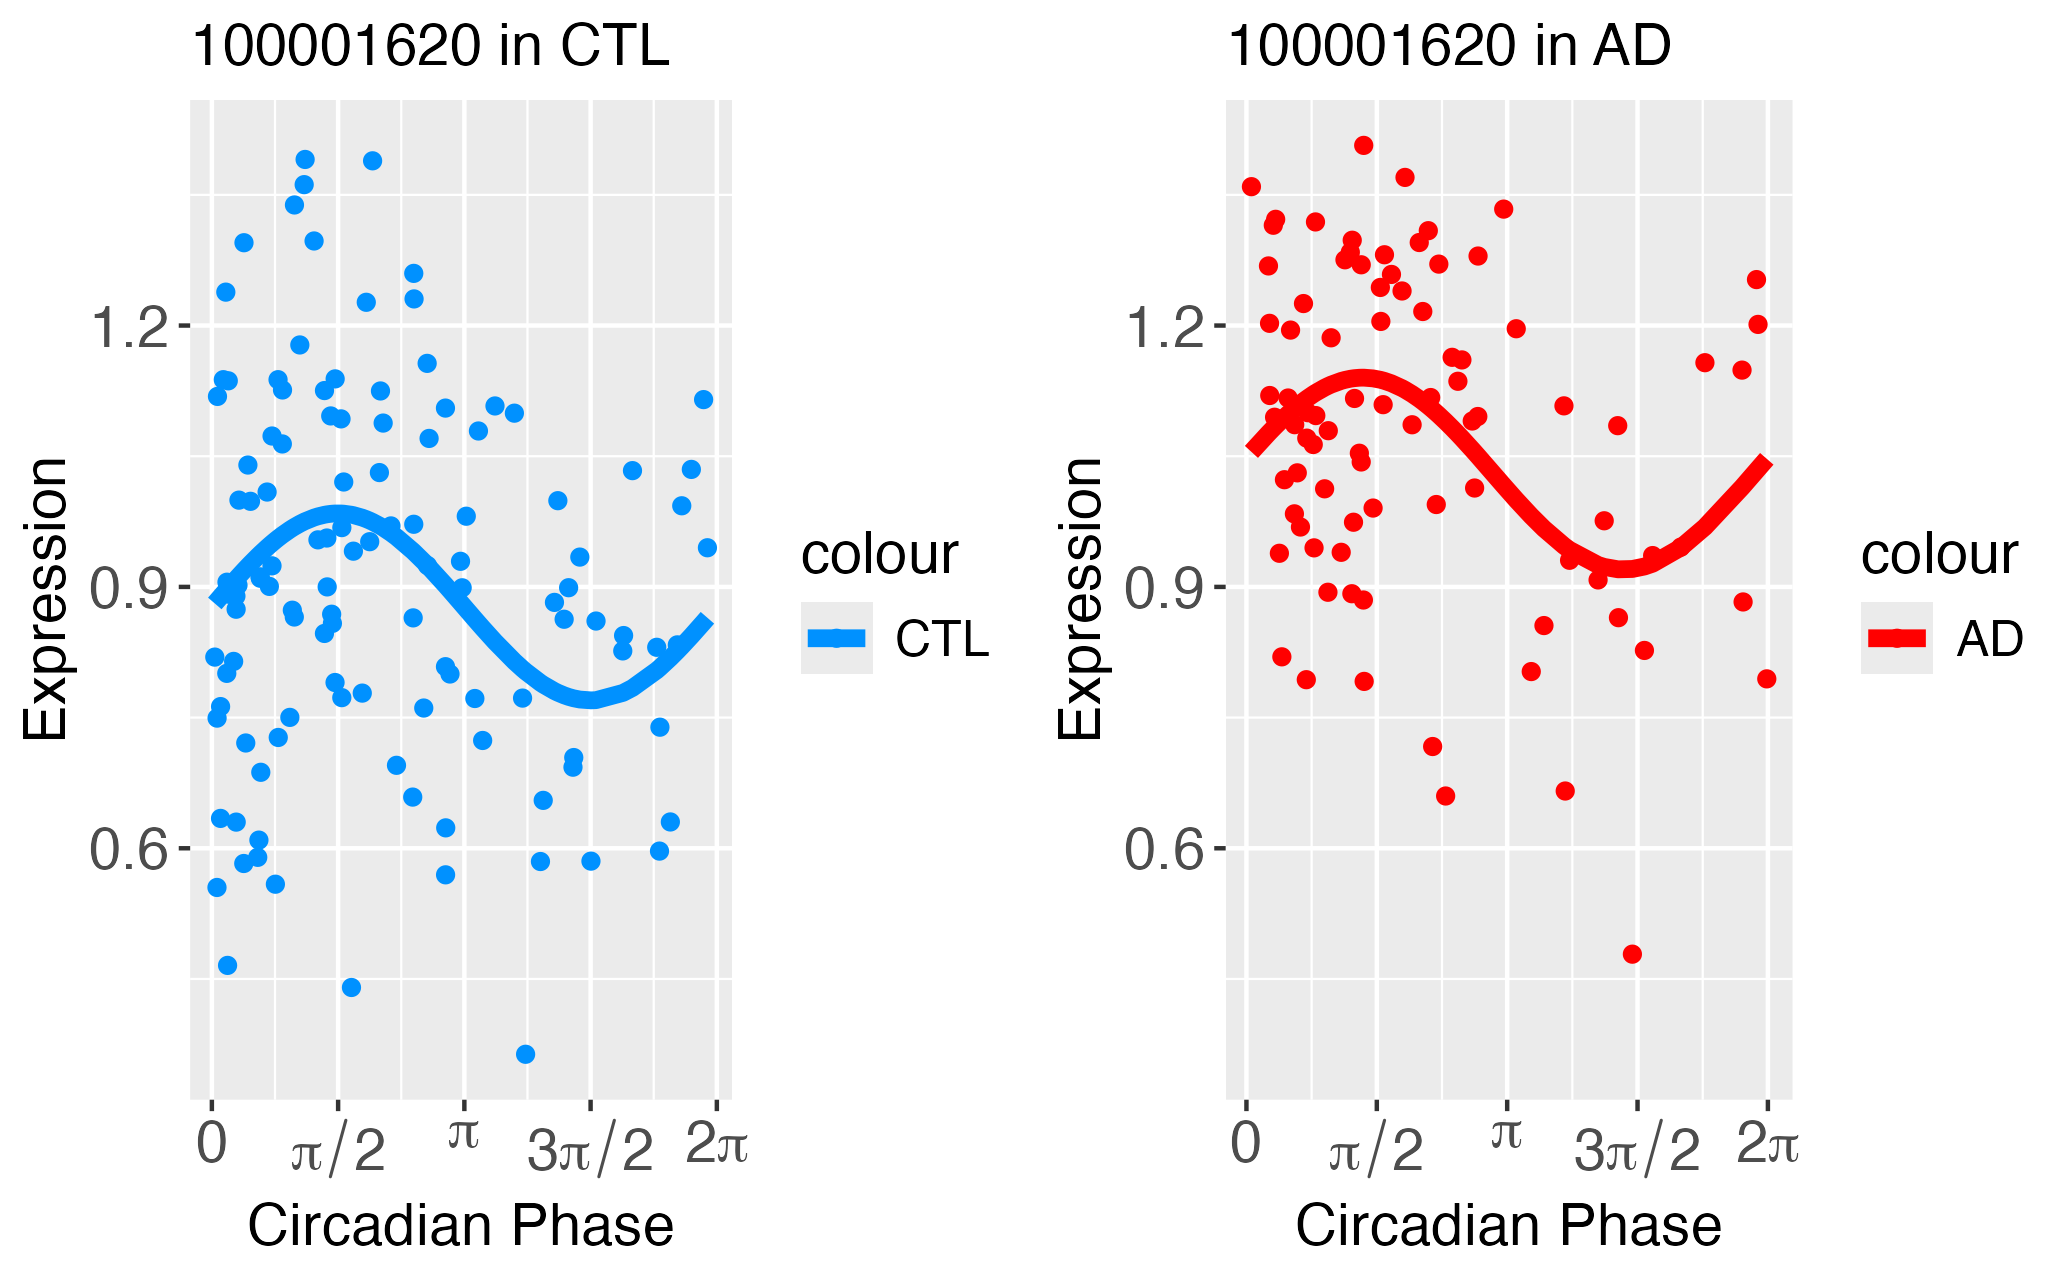 100001620 in CTL
Expression
1.2
0.9
0.6
0
π/2
π
3π/2
2π
Circadian Phase
colour
CTL
100001620 in AD
Expression
1.2
0.9
0.6
0
π/2
π
3π/2
2π
Circadian Phase
colour
AD